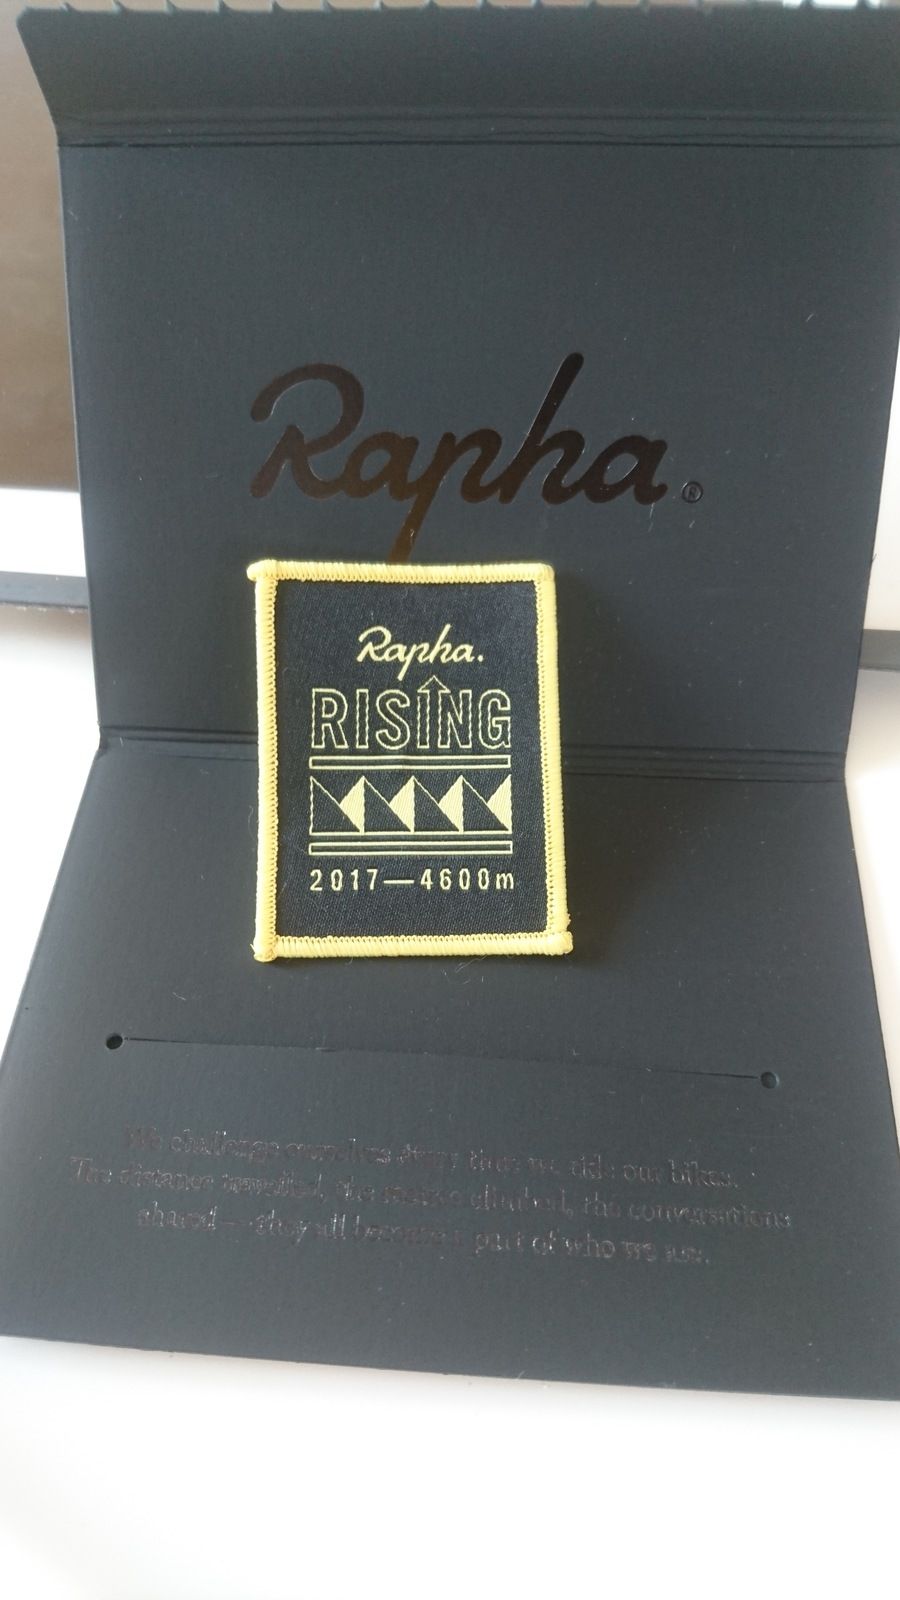 Rapha.®
Rapha.
RISING
2017—4600m
We challenge ourselves every time we ride our bikes.
The distance travelled, the metres climbed, the conversations
shared — they all become a part of who we are.